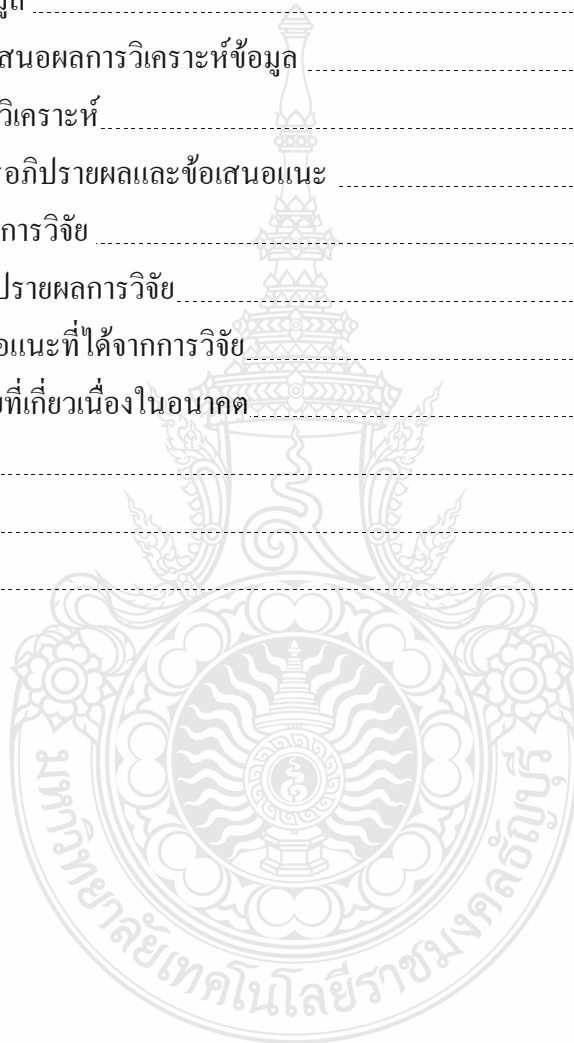 มูล
สนอผลการวิเคราะห์ข้อมูล
วิเคราะห์
อภิปรายผลและข้อเสนอแนะ
การวิจัย
ปรายผลการวิจัย
อแนะที่ได้จากการวิจัย
ที่เกี่ยวเนื่องในอนาคต
มหาวิทยาลัยเทคโนโลยีราชมงคลธัญบุรี